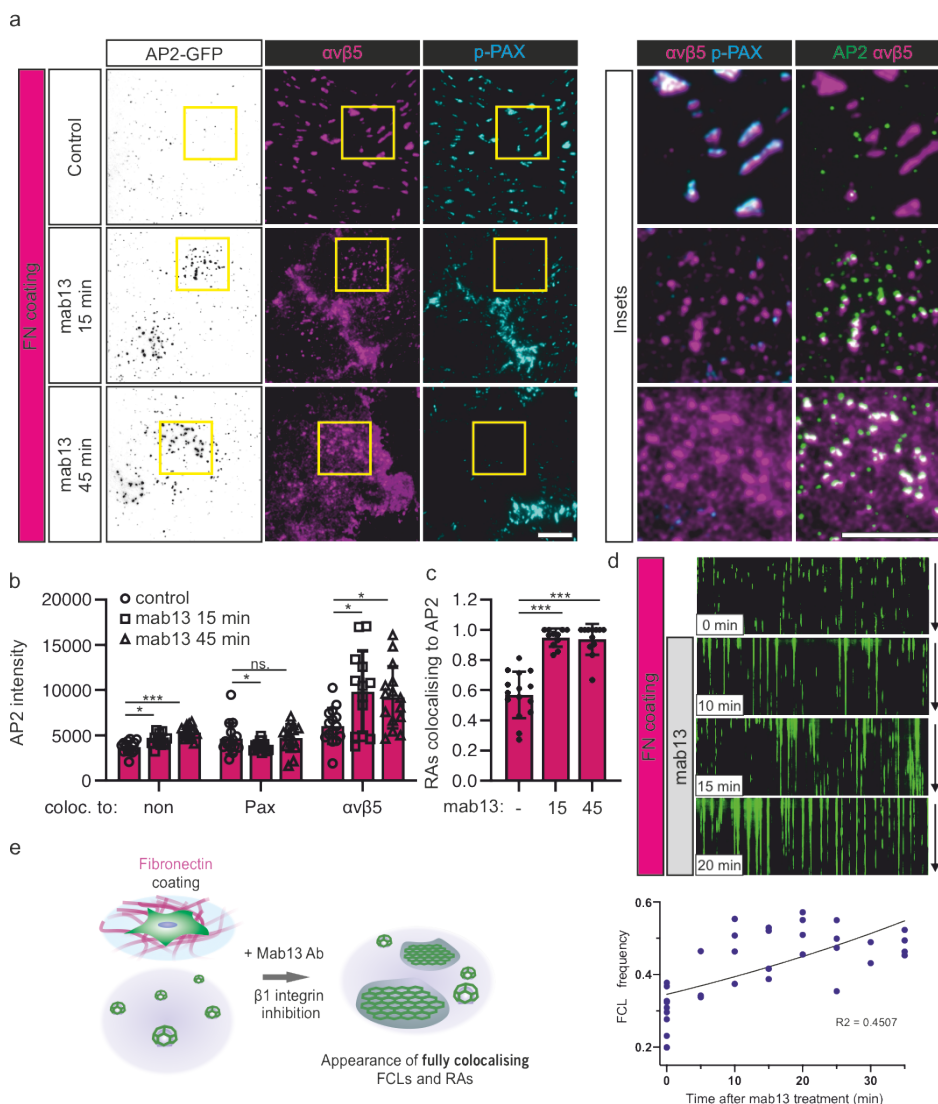 a
AP2-GFP
αvβ5
p-PAX
αvβ5 p-PAX
AP2 αvβ5
FN coating
Control
mab13
15 min
mab13
45 min
Insets
b
control
mab13 15 min
mab13 45 min
AP2 intensity
20000
15000
10000
5000
0
*
***
*
ns.
*
*
coloc. to:
non
Pax
αvβ5
c
RAs colocalising to AP2
1.2
1.0
0.8
0.6
0.4
0.2
0.0
***
***
mab13:
-
15
45
d
FN coating
mab13
0 min
10 min
15 min
20 min
FCL frequency
0.6
0.4
0.2
R2 = 0.4507
0
10
20
30
Time after mab13 treatment (min)
e
Fibronectin
coating
+ Mab13 Ab
β1 integrin
inhibition
Appearance of fully colocalising
FCLs and RAs